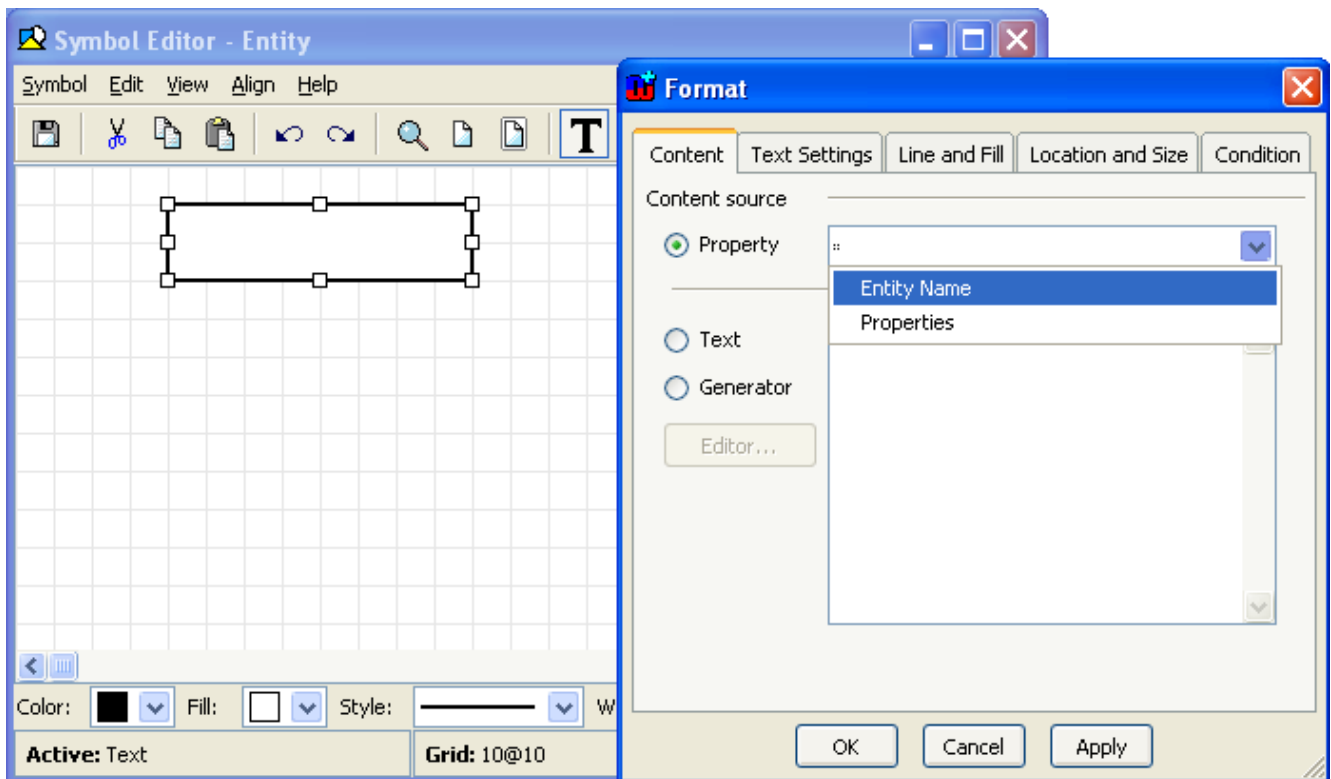 Symbol Editor - Entity
Symbol Edit View Align Help
T
Color: Fill: Style: W
Active: Text Grid: 10@10
Format
Content Text Settings Line and Fill Location and Size Condition
Content source
Property
Entity Name
Properties
Text
Generator
Editor...
OK Cancel Apply